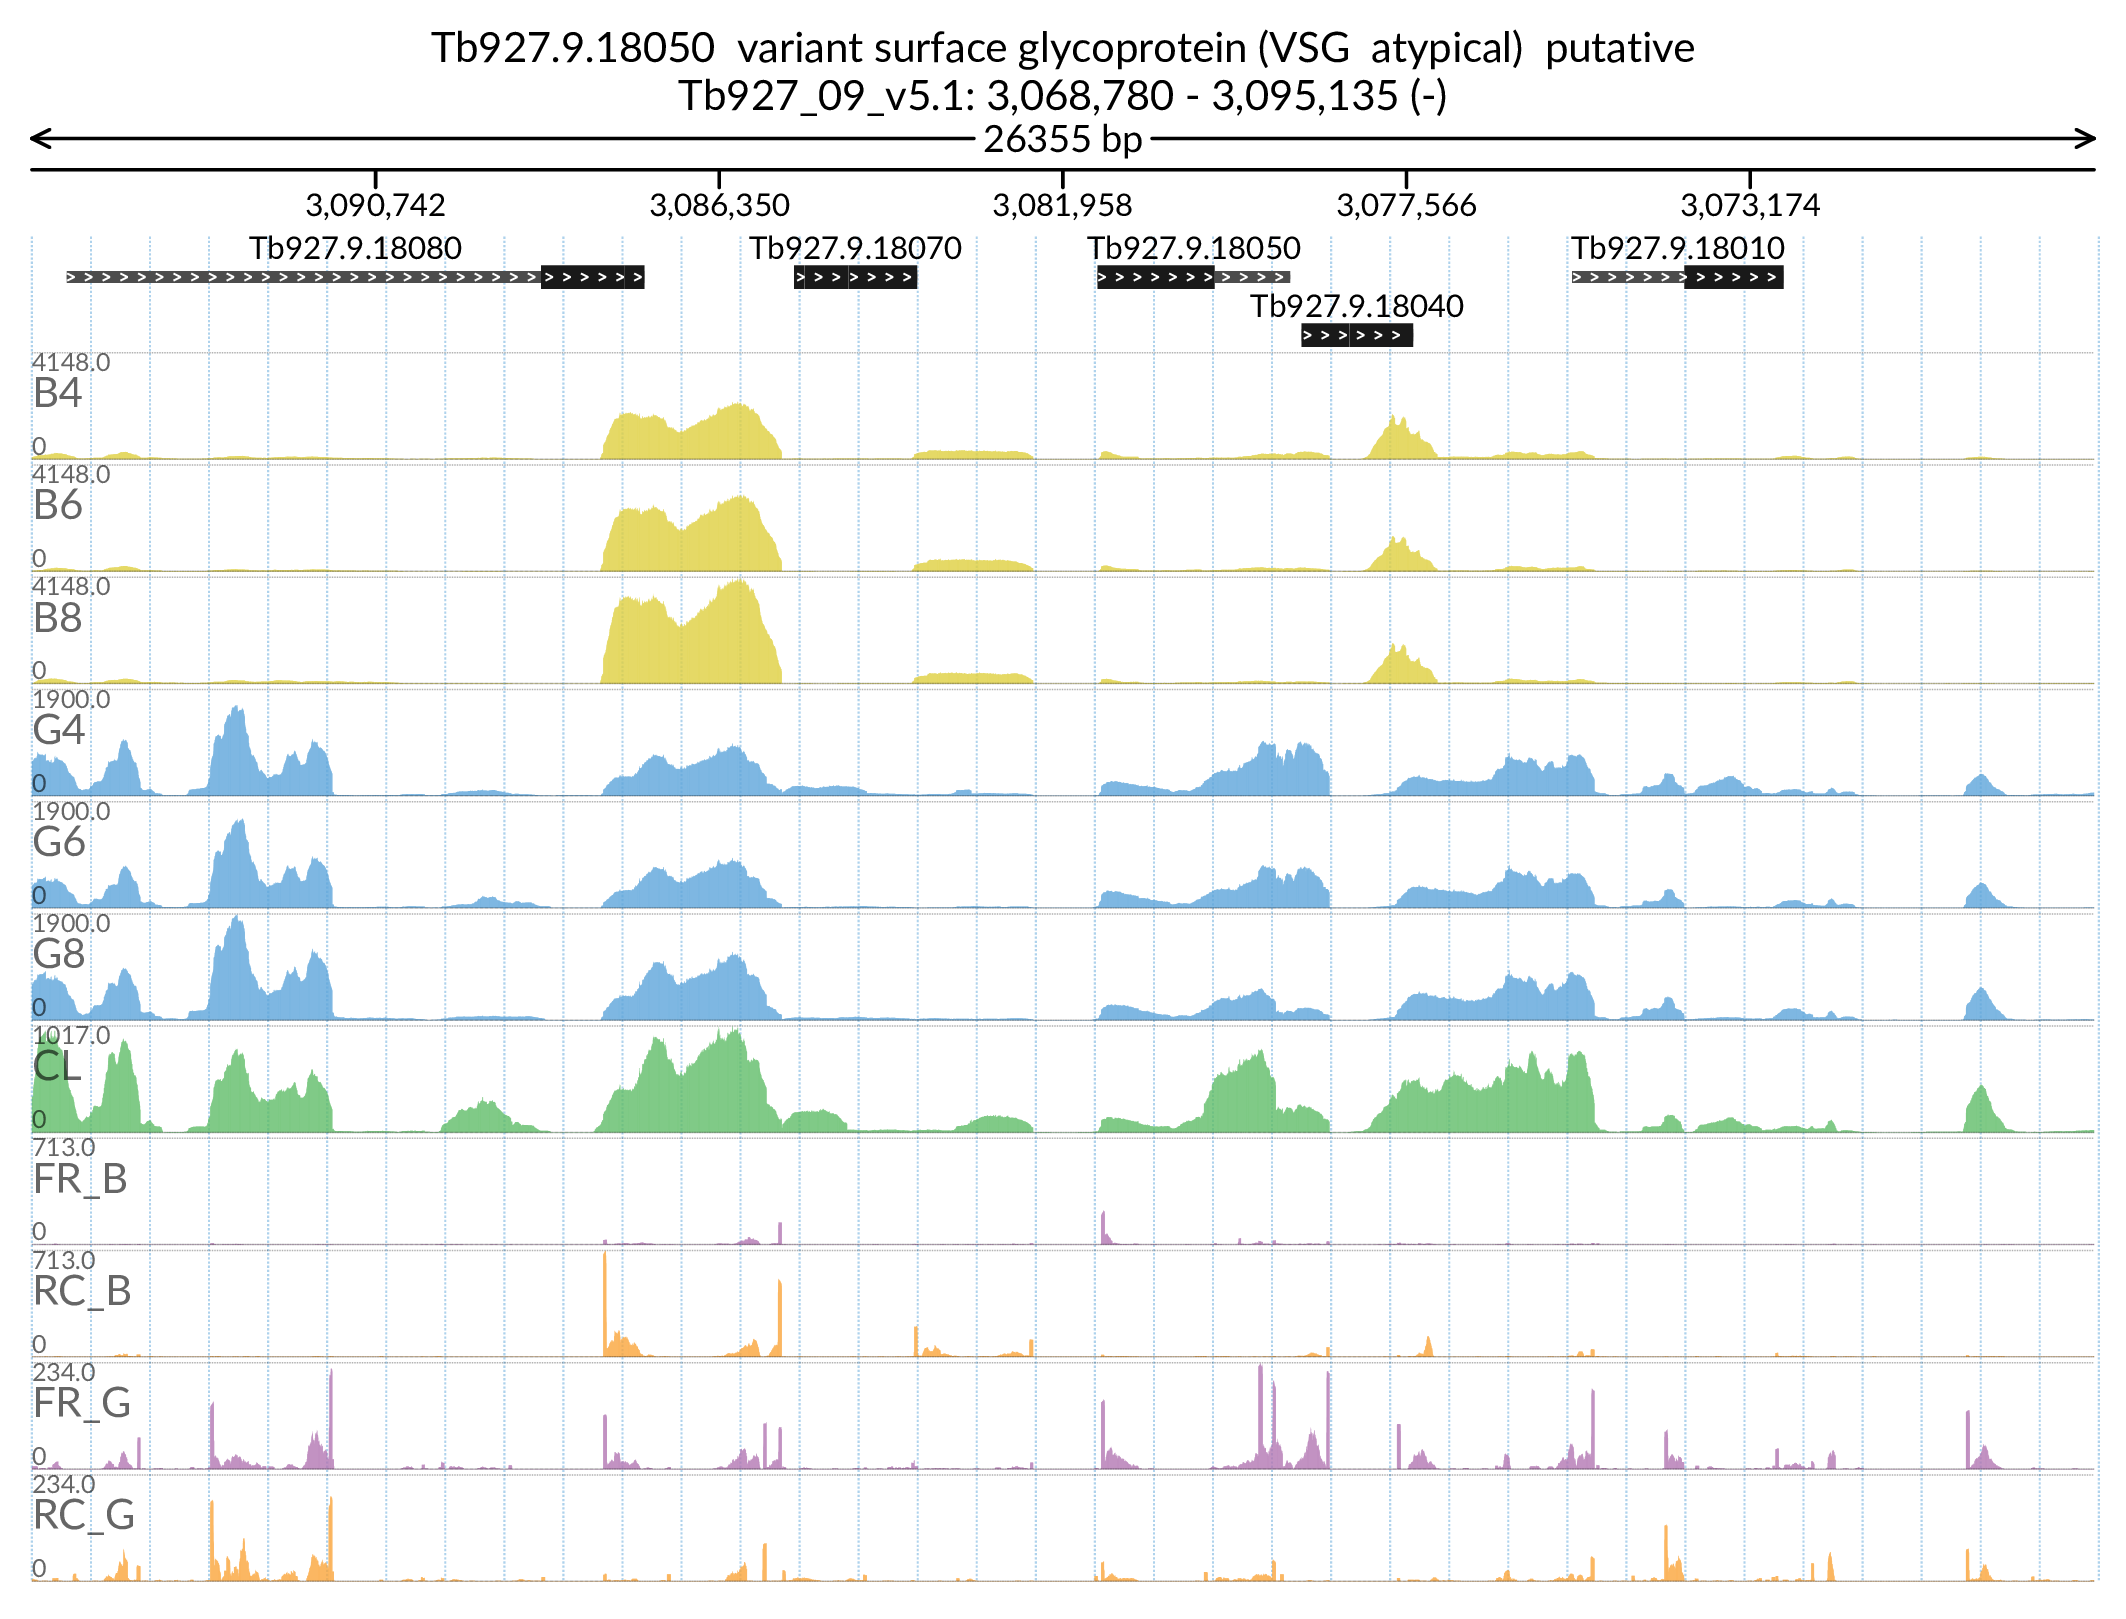 Tb927.9.18050  variant surface glycoprotein (VSG  atypical)  putative
Tb927_09_v5.1: 3,068,780 - 3,095,135 (-)
26355 bp
3,090,742 3,086,350 3,081,958 3,077,566 3,073,174
Tb927.9.18080 Tb927.9.18070 Tb927.9.18050 Tb927.9.18010
Tb927.9.18040
4148.0
B4
0
4148.0
B6
0
4148.0
B8
0
1900.0
G4
0
1900.0
G6
0
1900.0
G8
0
1017.0
CL
0
713.0
FR_B
0
713.0
RC_B
0
234.0
FR_G
0
234.0
RC_G
0